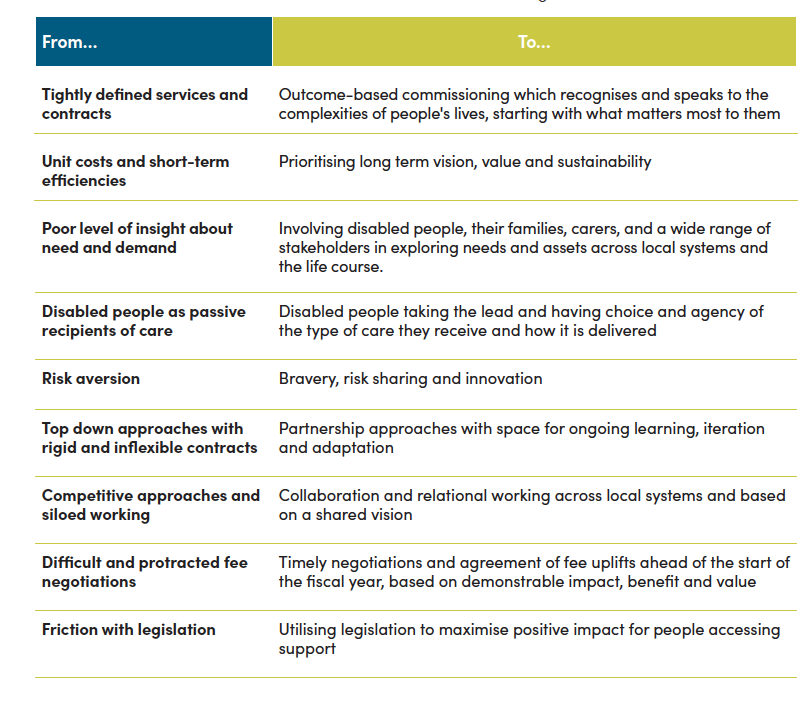 From...
To...
Tightly defined services and
contracts
Outcome-based commissioning which recognises and speaks to the
complexities of people's lives, starting with what matters most to them
Unit costs and short-term
efficiencies
Prioritising long term vision, value and sustainability
Poor level of insight about
need and demand
Involving disabled people, their families, carers, and a wide range of
stakeholders in exploring needs and assets across local systems and
the life course.
Disabled people as passive
recipients of care
Disabled people taking the lead and having choice and agency of
the type of care they receive and how it is delivered
Risk aversion
Bravery, risk sharing and innovation
Top down approaches with
rigid and inflexible contracts
Partnership approaches with space for ongoing learning, iteration
and adaptation
Competitive approaches and
siloed working
Collaboration and relational working across local systems and based
on a shared vision
Difficult and protracted fee
negotiations
Timely negotiations and agreement of fee uplifts ahead of the start of
the fiscal year, based on demonstrable impact, benefit and value
Friction with legislation
Utilising legislation to maximise positive impact for people accessing
support